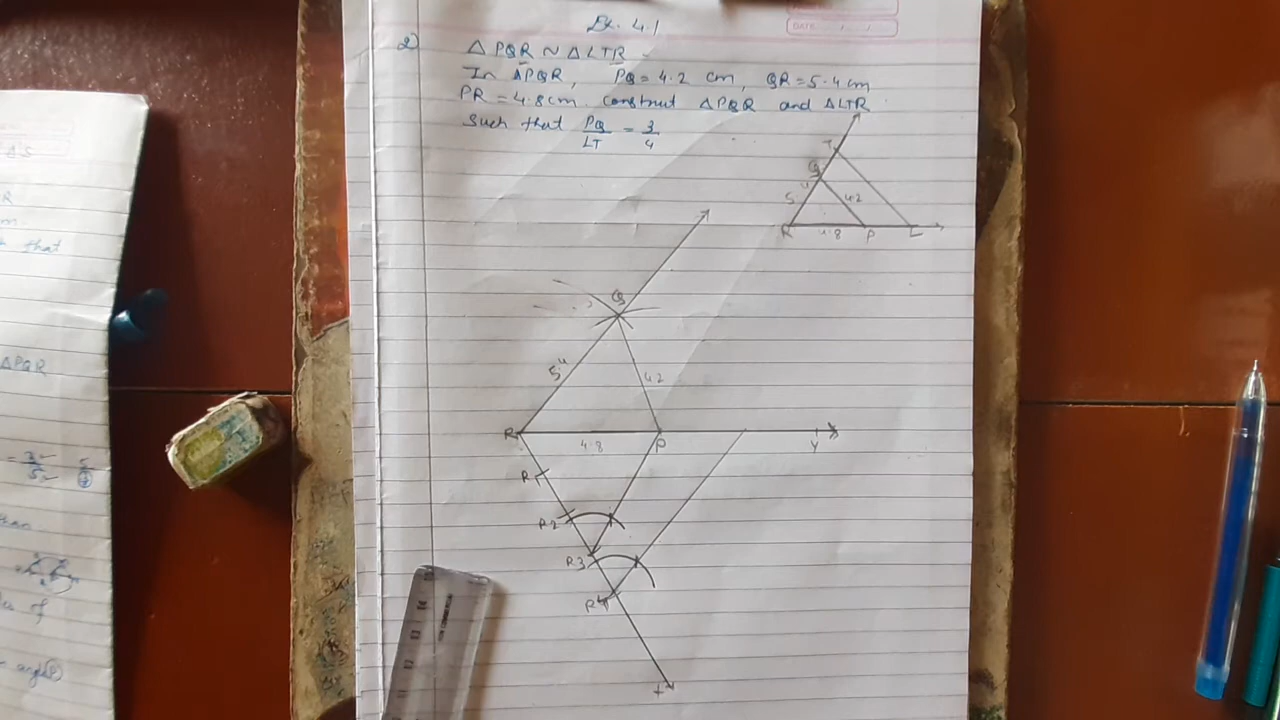 Ex. 4.1
2) △ PQR ~ △ LTR
In △PQR, PQ = 4.2 cm, QR = 5.4 cm
PR = 4.8 cm. construct △PQR and △LTR
Such that PQ/LT = 3/4
T
Q
5.4
4.2
R 4.8 P L
Q
5.4
4.2
R
4.8
P
Y
R1
R2
R3
R4
X
△S
R
m.
that
△PQR